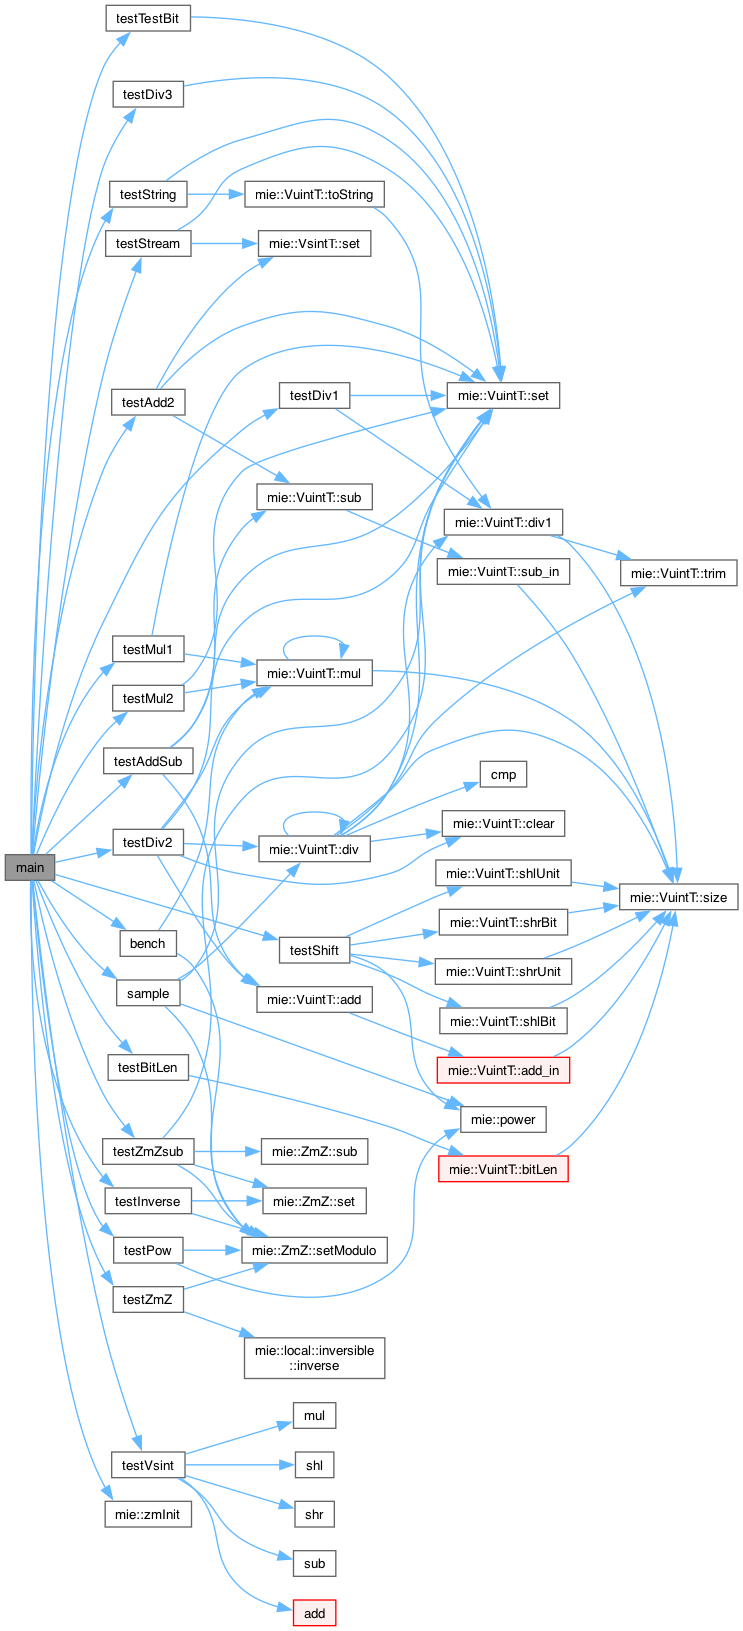 main
testTestBit
testDiv3
testString
testStream
testAdd2
testMul1
testMul2
testAddSub
testDiv2
bench
sample
testBitLen
testZmZsub
testInverse
testPow
testZmZ
testVsint
mie::zmInit
mie::VuintT::toString
mie::VsintT::set
testDiv1
mie::VuintT::sub
mie::VuintT::mul
mie::VuintT::div
testShift
mie::VuintT::add
mie::ZmZ::sub
mie::ZmZ::set
mie::ZmZ::setModulo
mie::local::inversible
::inverse
mul
shl
shr
sub
add
mie::VuintT::set
mie::VuintT::div1
mie::VuintT::sub_in
cmp
mie::VuintT::clear
mie::VuintT::shlUnit
mie::VuintT::shrBit
mie::VuintT::shrUnit
mie::VuintT::shlBit
mie::VuintT::add_in
mie::power
mie::VuintT::bitLen
mie::VuintT::trim
mie::VuintT::size